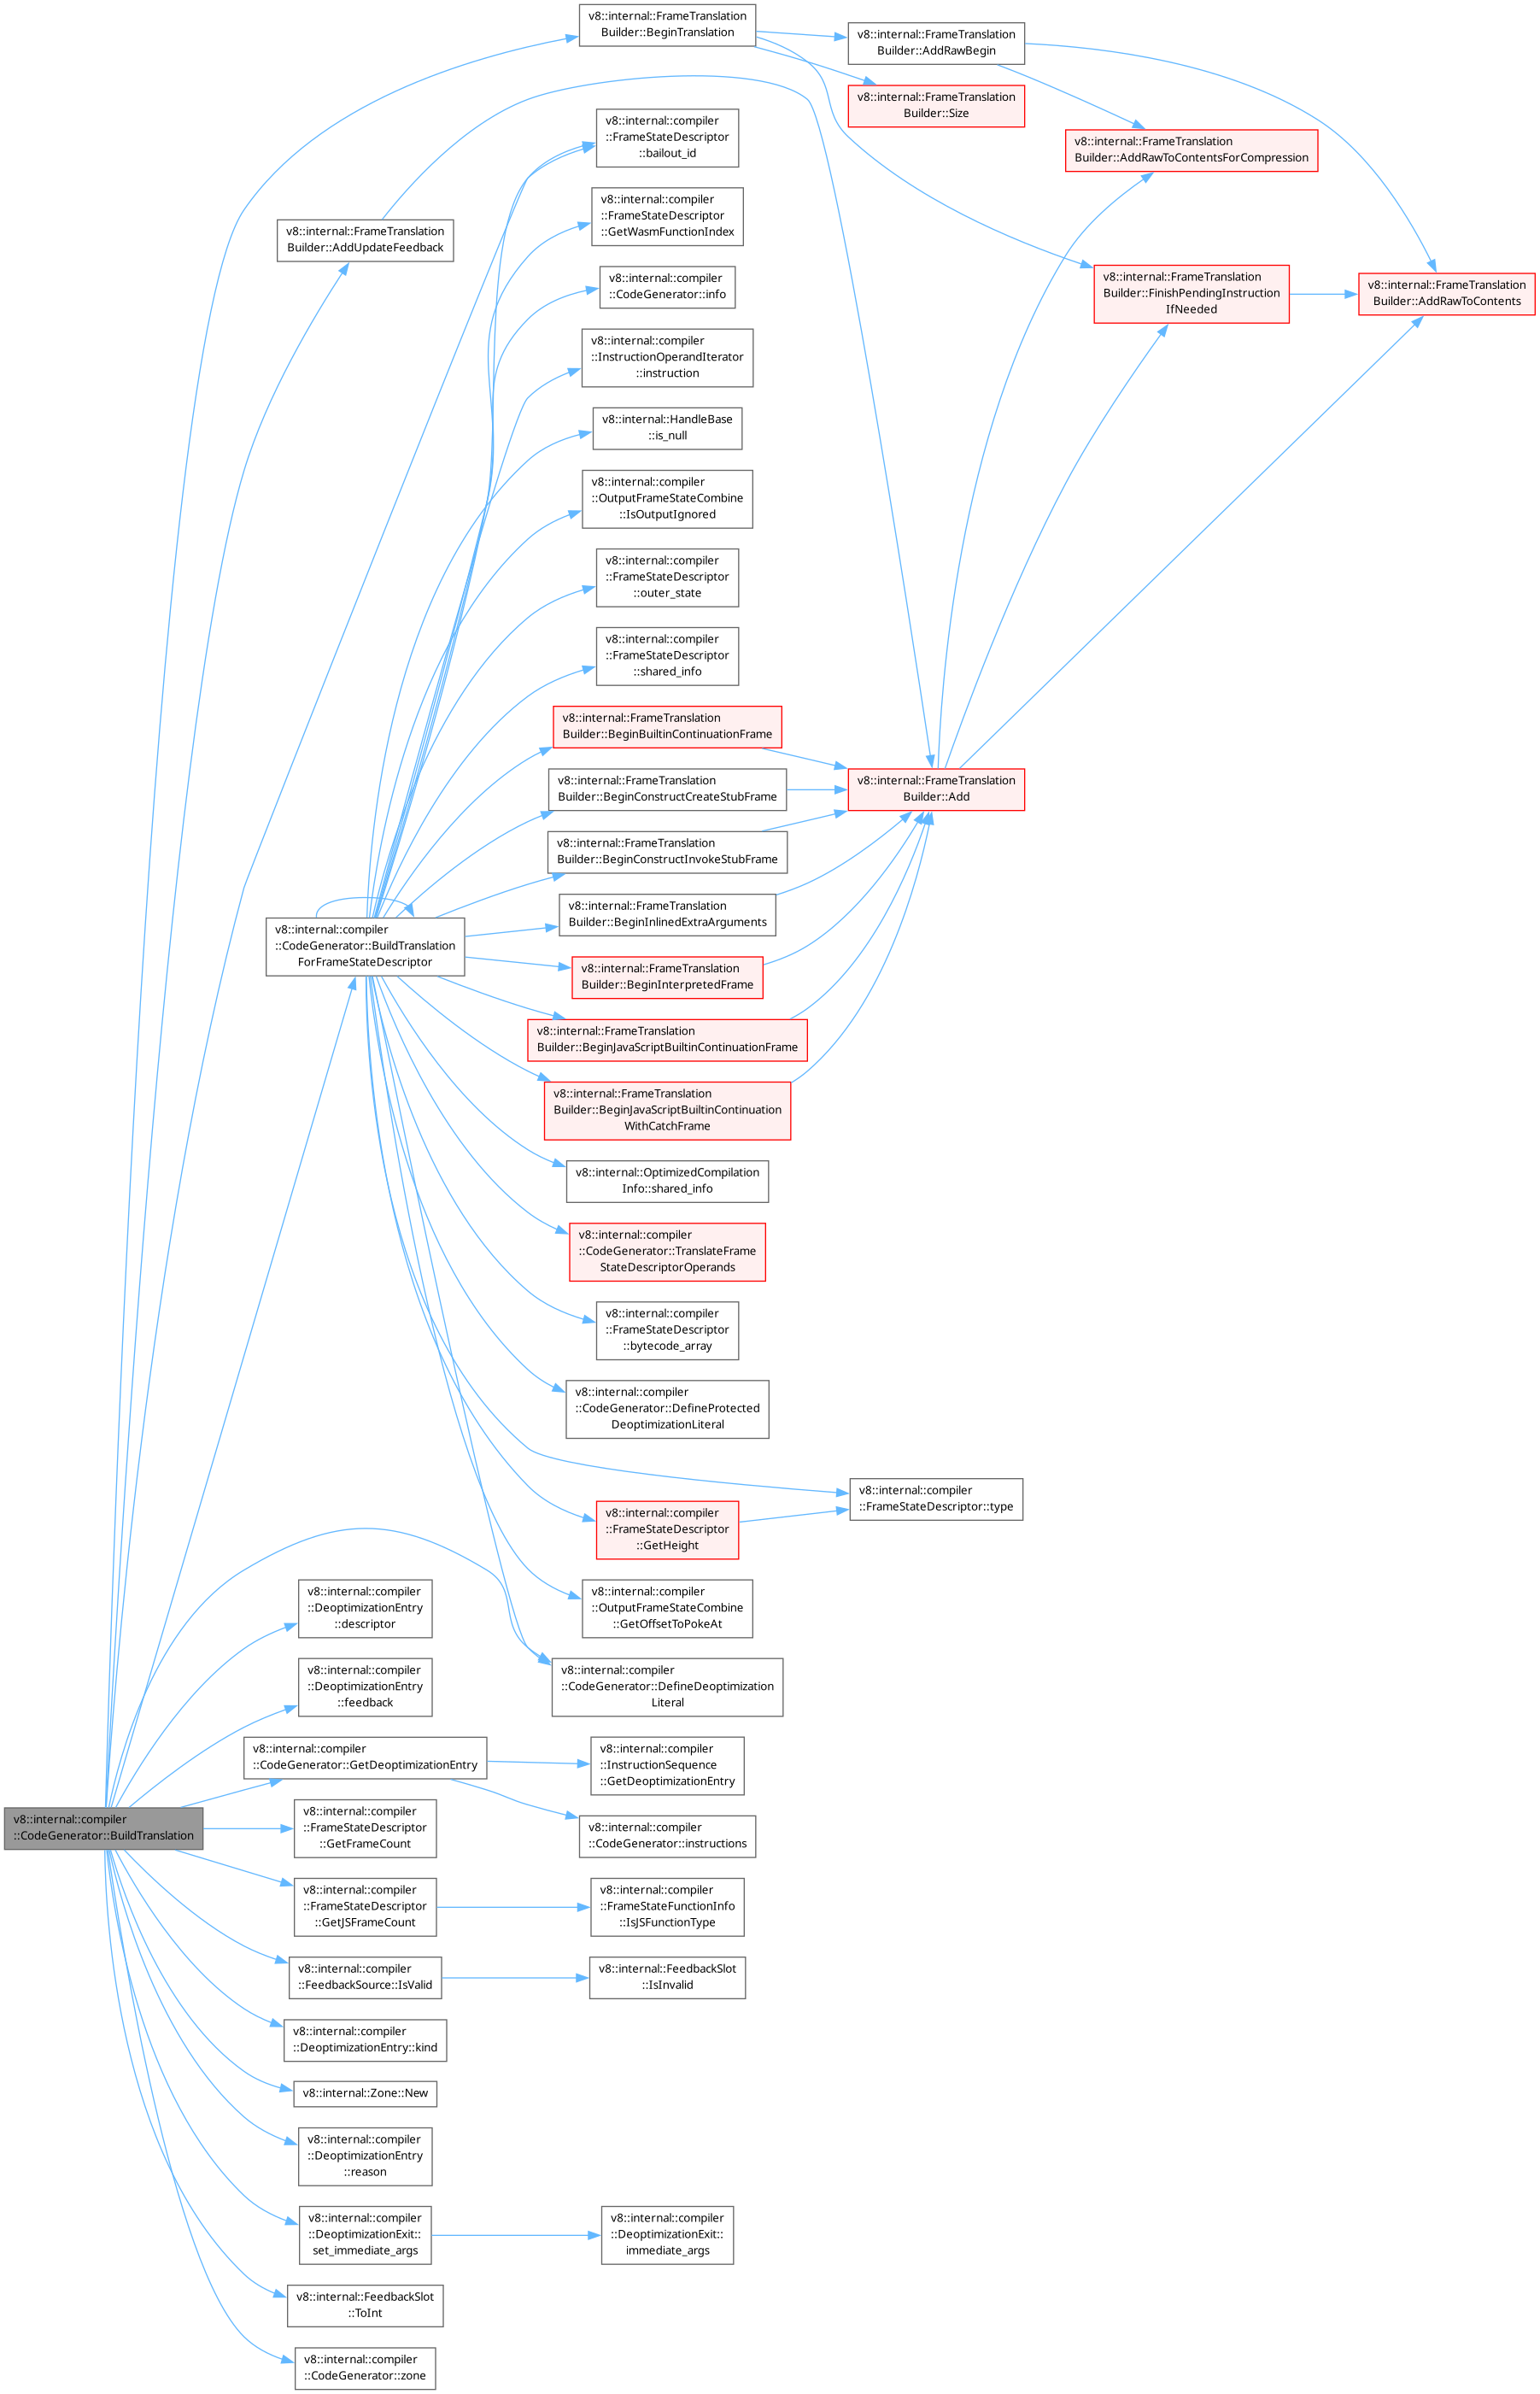 v8::internal::FrameTranslation
Builder::BeginTranslation
v8::internal::FrameTranslation
Builder::AddRawBegin
v8::internal::FrameTranslation
Builder::Size
v8::internal::compiler
::FrameStateDescriptor
::bailout_id
v8::internal::FrameTranslation
Builder::AddRawToContentsForCompression
v8::internal::compiler
::FrameStateDescriptor
::GetWasmFunctionIndex
v8::internal::FrameTranslation
Builder::AddUpdateFeedback
v8::internal::compiler
::CodeGenerator::info
v8::internal::FrameTranslation
Builder::FinishPendingInstruction
IfNeeded
v8::internal::FrameTranslation
Builder::AddRawToContents
v8::internal::compiler
::InstructionOperandIterator
::instruction
v8::internal::HandleBase
::is_null
v8::internal::compiler
::OutputFrameStateCombine
::IsOutputIgnored
v8::internal::compiler
::FrameStateDescriptor
::outer_state
v8::internal::compiler
::FrameStateDescriptor
::shared_info
v8::internal::FrameTranslation
Builder::BeginBuiltinContinuationFrame
v8::internal::FrameTranslation
Builder::BeginConstructCreateStubFrame
v8::internal::FrameTranslation
Builder::Add
v8::internal::FrameTranslation
Builder::BeginConstructInvokeStubFrame
v8::internal::FrameTranslation
Builder::BeginInlinedExtraArguments
v8::internal::compiler
::CodeGenerator::BuildTranslation
ForFrameStateDescriptor
v8::internal::FrameTranslation
Builder::BeginInterpretedFrame
v8::internal::FrameTranslation
Builder::BeginJavaScriptBuiltinContinuationFrame
v8::internal::FrameTranslation
Builder::BeginJavaScriptBuiltinContinuation
WithCatchFrame
v8::internal::OptimizedCompilation
Info::shared_info
v8::internal::compiler
::CodeGenerator::TranslateFrame
StateDescriptorOperands
v8::internal::compiler
::FrameStateDescriptor
::bytecode_array
v8::internal::compiler
::CodeGenerator::DefineProtected
DeoptimizationLiteral
v8::internal::compiler
::FrameStateDescriptor::type
v8::internal::compiler
::FrameStateDescriptor
::GetHeight
v8::internal::compiler
::OutputFrameStateCombine
::GetOffsetToPokeAt
v8::internal::compiler
::DeoptimizationEntry
::descriptor
v8::internal::compiler
::CodeGenerator::DefineDeoptimization
Literal
v8::internal::compiler
::DeoptimizationEntry
::feedback
v8::internal::compiler
::CodeGenerator::GetDeoptimizationEntry
v8::internal::compiler
::InstructionSequence
::GetDeoptimizationEntry
v8::internal::compiler
::CodeGenerator::BuildTranslation
v8::internal::compiler
::FrameStateDescriptor
::GetFrameCount
v8::internal::compiler
::CodeGenerator::instructions
v8::internal::compiler
::FrameStateDescriptor
::GetJSFrameCount
v8::internal::compiler
::FrameStateFunctionInfo
::IsJSFunctionType
v8::internal::compiler
::FeedbackSource::IsValid
v8::internal::FeedbackSlot
::IsInvalid
v8::internal::compiler
::DeoptimizationEntry::kind
v8::internal::Zone::New
v8::internal::compiler
::DeoptimizationEntry
::reason
v8::internal::compiler
::DeoptimizationExit::
set_immediate_args
v8::internal::compiler
::DeoptimizationExit::
immediate_args
v8::internal::FeedbackSlot
::ToInt
v8::internal::compiler
::CodeGenerator::zone